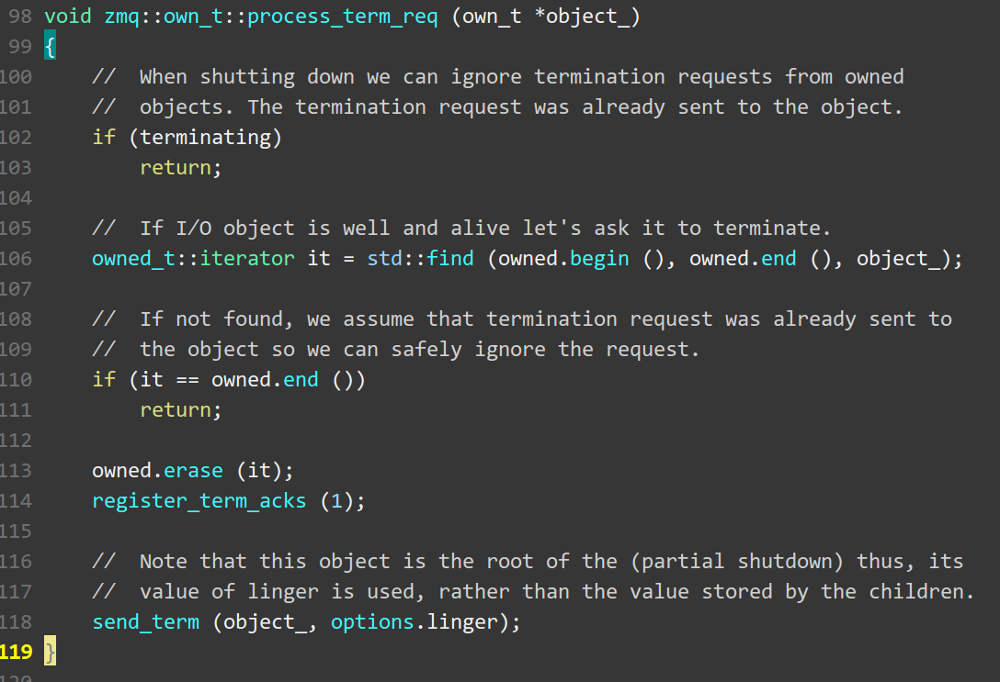 98 void zmq::own_t::process_term_req (own_t *object_)
99 {
100     //  When shutting down we can ignore termination requests from owned
101     //  objects. The termination request was already sent to the object.
102     if (terminating)
103         return;
104
105     //  If I/O object is well and alive let's ask it to terminate.
106     owned_t::iterator it = std::find (owned.begin (), owned.end (), object_);
107
108     //  If not found, we assume that termination request was already sent to
109     //  the object so we can safely ignore the request.
110     if (it == owned.end ())
111         return;
112
113     owned.erase (it);
114     register_term_acks (1);
115
116     //  Note that this object is the root of the (partial shutdown) thus, its
117     //  value of linger is used, rather than the value stored by the children.
118     send_term (object_, options.linger);
119 }
120